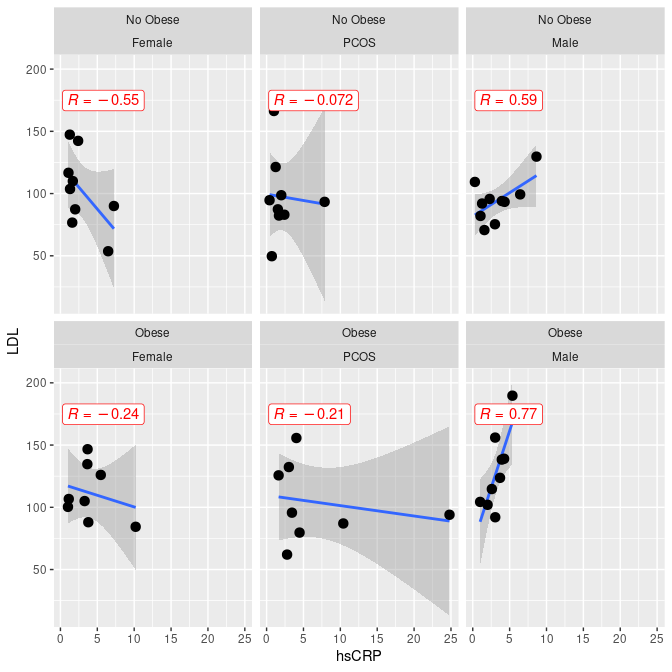 No Obese No Obese No Obese
Female PCOS Male
200
150
100
50
R = −0.55
R = −0.072
R = 0.59
Obese Obese Obese
Female PCOS Male
200
150
100
50
R = −0.24
R = −0.21
R = 0.77
LDL
0 5 10 15 20 25 0 5 10 15 20 25 0 5 10 15 20 25
hsCRP